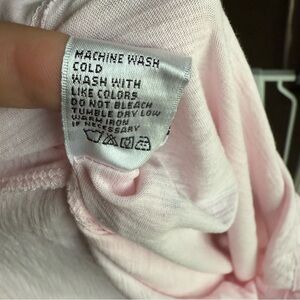 MACHINE WASH
COLD
WASH WITH
LIKE COLORS
DO NOT BLEACH
TUMBLE DRY LOW
WARM IRON
IF NECESSARY